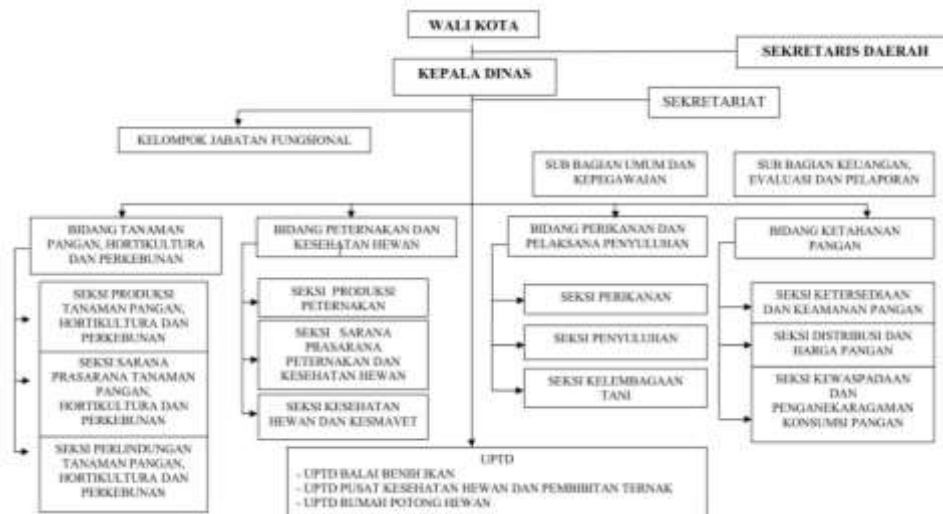 WALI KOTA
SEKRETARIS DAERAH
KEPALA DINAS
SEKRETARIAT
KELOMPOK JABATAN FUNGSIONAL
SUB BAGIAN UMUM DAN
KEPEGAWAIAN
SUB BAGIAN KEUANGAN,
EVALUASI DAN PELAPORAN
BIDANG TANAMAN
PANGAN, HORTIKULTURA
DAN PERKEBUNAN
BIDANG PETERNAKAN DAN
KESEHATAN HEWAN
BIDANG PERIKANAN DAN
PELAKSANA PENYULUHAN
BIDANG KETAHANAN
PANGAN
SEKSI PRODUKSI
TANAMAN PANGAN,
HORTIKULTURA DAN
PERKEBUNAN
SEKSI SARANA
PRASARANA TANAMAN
PANGAN,
HORTIKULTURA DAN
PERKEBUNAN
SEKSI PERLINDUNGAN
TANAMAN PANGAN,
HORTIKULTURA DAN
PERKEBUNAN
SEKSI PRODUKSI
PETERNAKAN
SEKSI SARANA
PRASARANA
PETERNAKAN DAN
KESEHATAN HEWAN
SEKSI KESEHATAN
HEWAN DAN KESMAVET
SEKSI PERIKANAN
SEKSI PENYULUHAN
SEKSI KELEMBAGAAN
TANI
SEKSI KETERSEDIAAN
DAN KEAMANAN PANGAN
SEKSI DISTRIBUSI DAN
HARGA PANGAN
SEKSI KEWASPADAAN
DAN
PENGANEKARAGAMAN
KONSUMSI PANGAN
UPTD
- UPTD BALAI BENIH IKAN
- UPTD PUSAT KESEHATAN HEWAN DAN PEMBIBITAN TERNAK
- UPTD RUMAH POTONG HEWAN